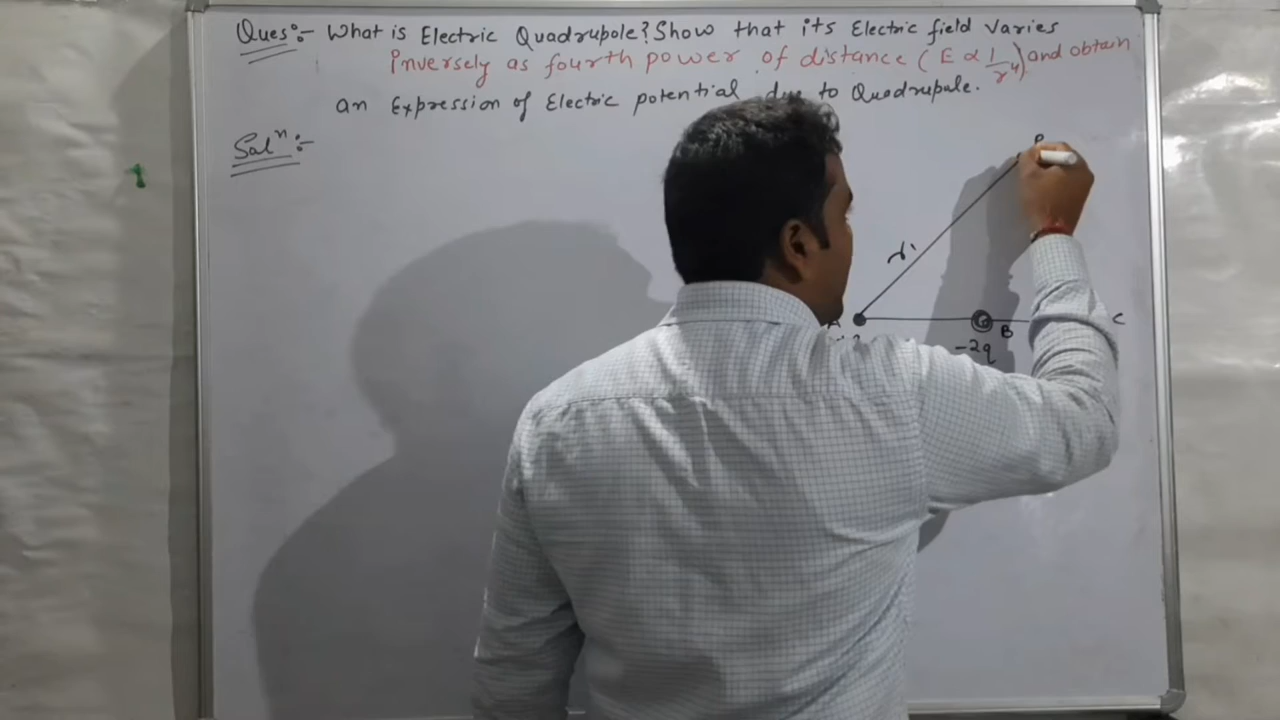 Ques:- What is Electric Quadrupole? Show that its Electric field varies
Inversely as fourth power of distance (E ∝ 1/r⁴) and obtain
an Expression of Electric potential due to Quadrupole.
Solⁿ:-
P
r'
A
B
C
-2q